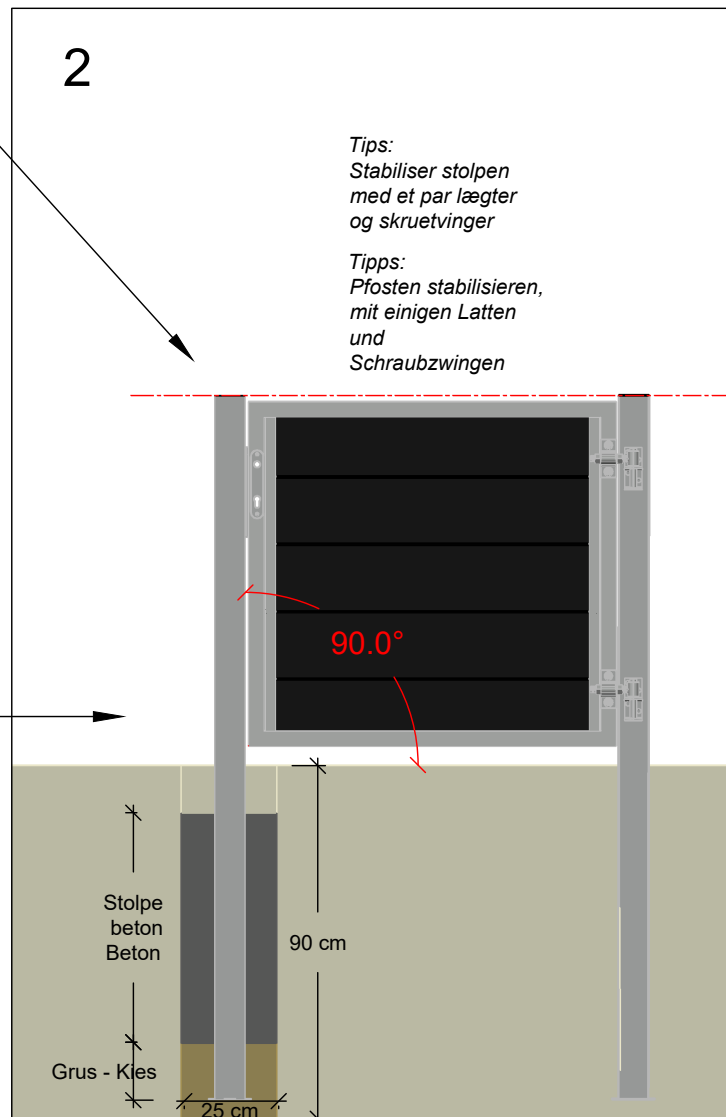 2
Tips:
Stabiliser stolpen
med et par lægter
og skruetvinger
Tipps:
Pfosten stabilisieren,
mit einigen Latten
und
Schraubzwingen
90.0°
Stolpe
beton
Beton
90 cm
Grus - Kies
25 cm